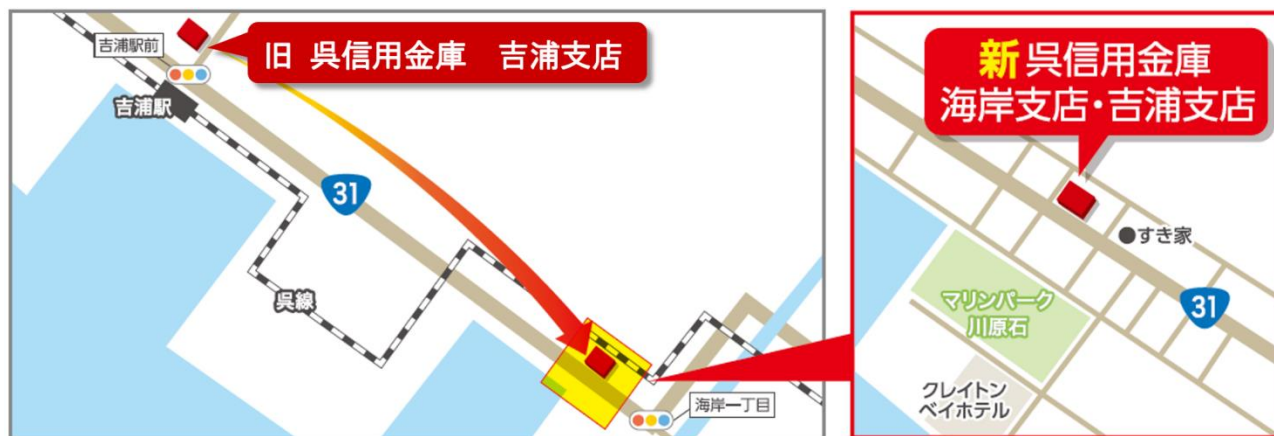 吉浦駅前
旧 呉信用金庫 吉浦支店
吉浦駅
31
呉線
海岸一丁目
新 呉信用金庫
海岸支店・吉浦支店
●すき家
31
マリンパーク
川原石
クレイトン
ベイホテル